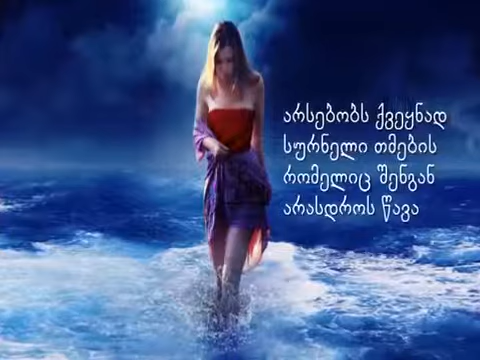 არსებობს ქვეყნად
სურნელი თმების
რომელიც შენგან
არასდროს წავა